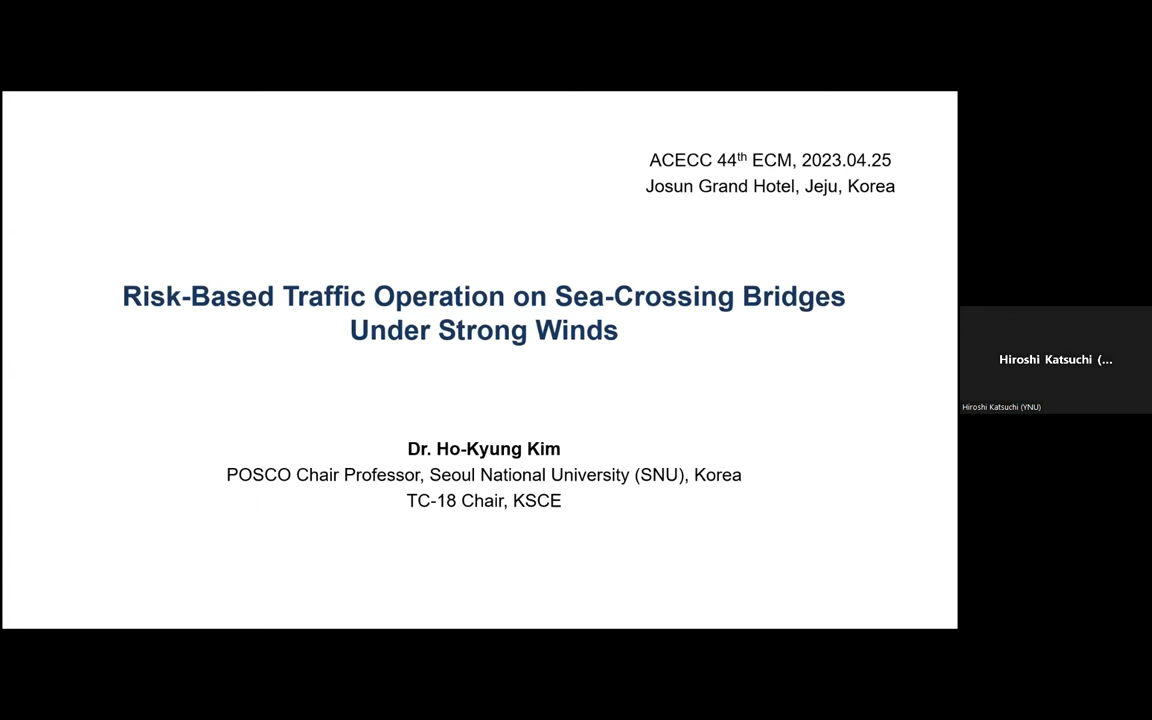 ACECC 44th ECM, 2023.04.25
Josun Grand Hotel, Jeju, Korea
Risk-Based Traffic Operation on Sea-Crossing Bridges
Under Strong Winds
Dr. Ho-Kyung Kim
POSCO Chair Professor, Seoul National University (SNU), Korea
TC-18 Chair, KSCE
Hiroshi Katsuchi (...
Hiroshi Katsuchi (YNU)